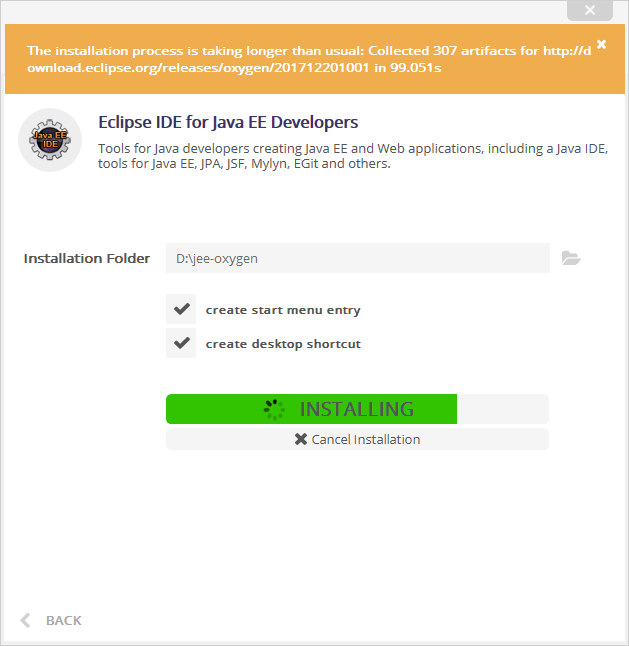 The installation process is taking longer than usual: Collected 307 artifacts for http://d
ownload.eclipse.org/releases/oxygen/201712201001 in 99.051s
Java EE
IDE
Eclipse IDE for Java EE Developers
Tools for Java developers creating Java EE and Web applications, including a Java IDE,
tools for Java EE, JPA, JSF, Mylyn, EGit and others.
Installation Folder
D:\jee-oxygen
create start menu entry
create desktop shortcut
INSTALLING
Cancel Installation
BACK